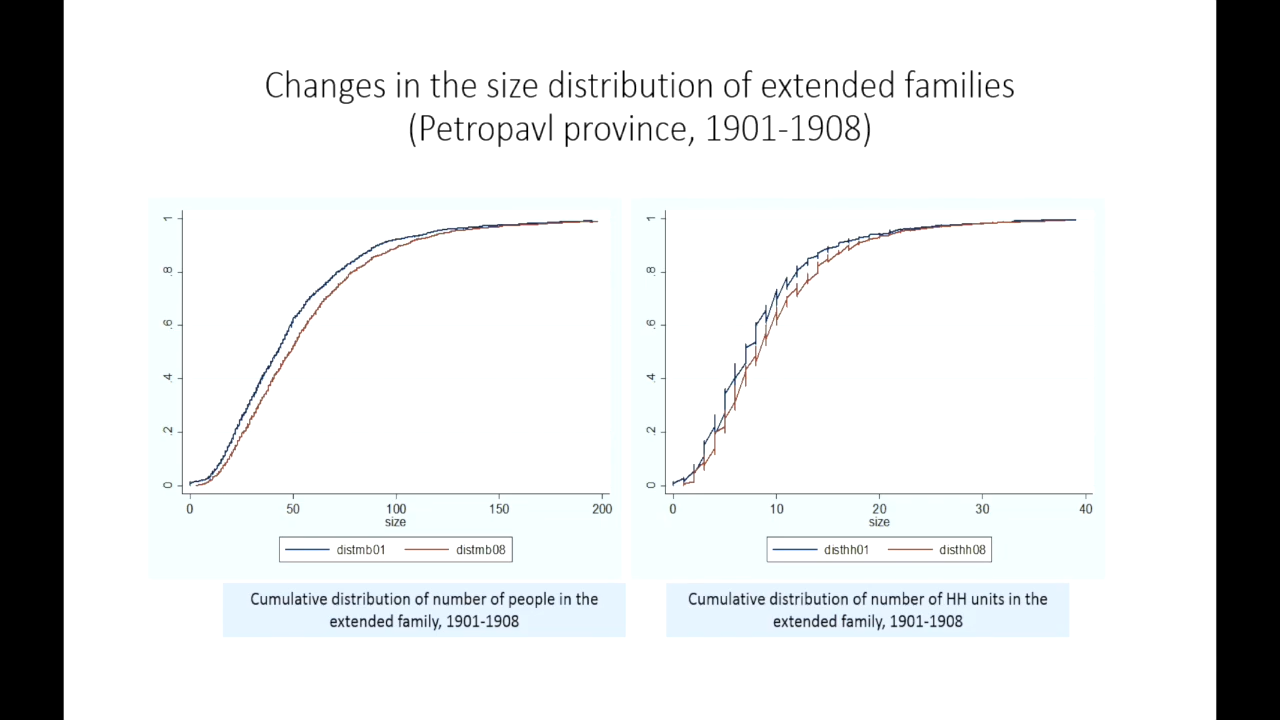 Changes in the size distribution of extended families
(Petropavl province, 1901-1908)
1
.8
.6
.4
.2
0
0 50 100 150 200
size
distmb01 distmb08
1
.8
.6
.4
.2
0
0 10 20 30 40
size
disthh01 disthh08
Cumulative distribution of number of people in the
extended family, 1901-1908
Cumulative distribution of number of HH units in the
extended family, 1901-1908